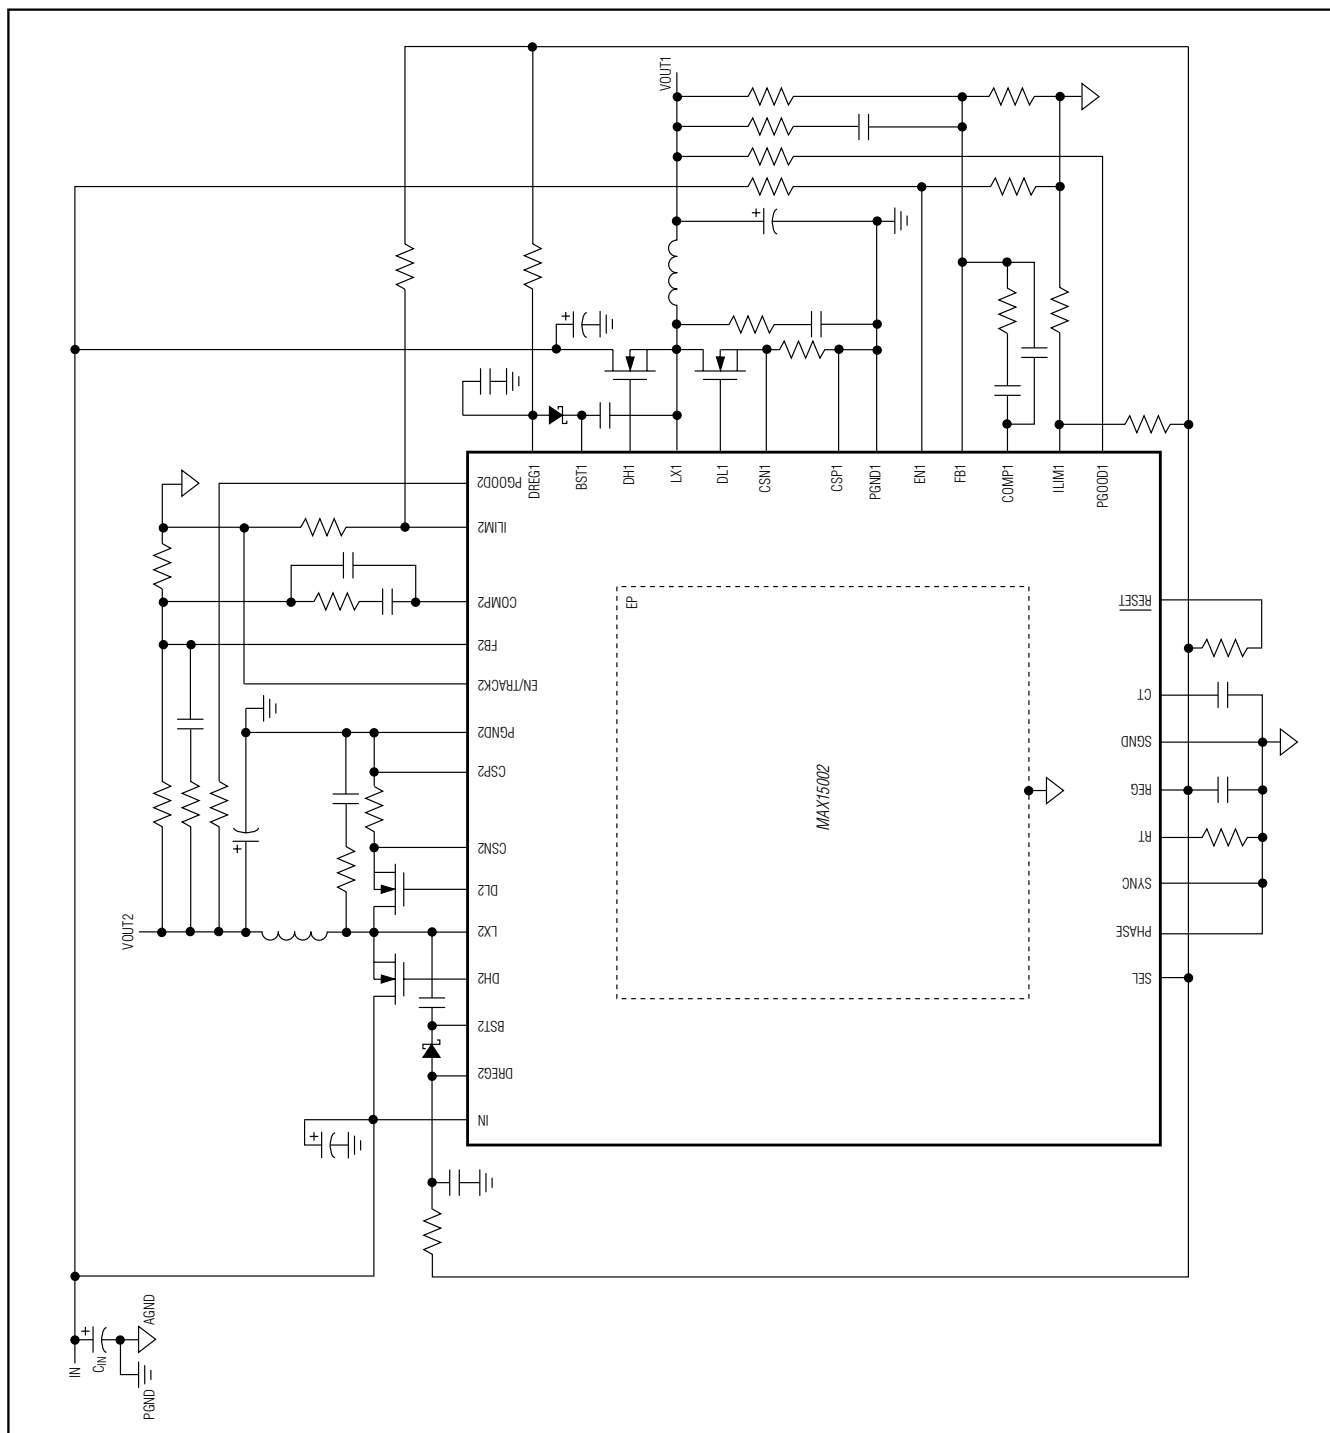 VOUT1
PGOOD2
DREG1
BST1
DH1
LX1
DL1
CSN1
CSP1
PGND1
EN1
FB1
COMP1
ILIM1
PGOOD1
ILIM2
COMP2
EP
RESET
FB2
EN/TRACK2
CT
PGND2
SGND
CSP2
REG
MAX15002
RT
CSN2
SYNC
DL2
VOUT2
LX2
PHASE
DH2
SEL
BST2
DREG2
IN
AGND
IN
CIN
PGND